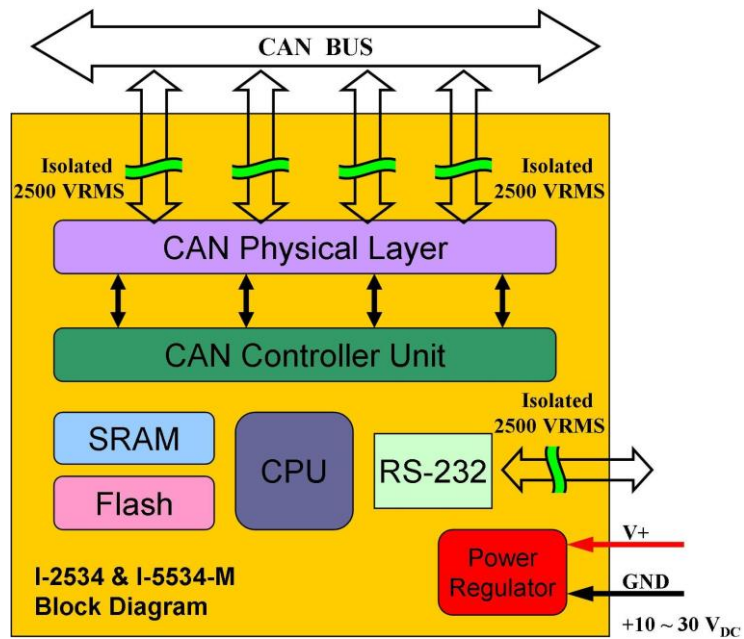 CAN BUS
Isolated
2500 VRMS
Isolated
2500 VRMS
CAN Physical Layer
CAN Controller Unit
Isolated
2500 VRMS
SRAM
CPU
RS-232
Flash
V+
Power
Regulator
GND
I-2534 & I-5534-M
Block Diagram
+10 ~ 30 VDC